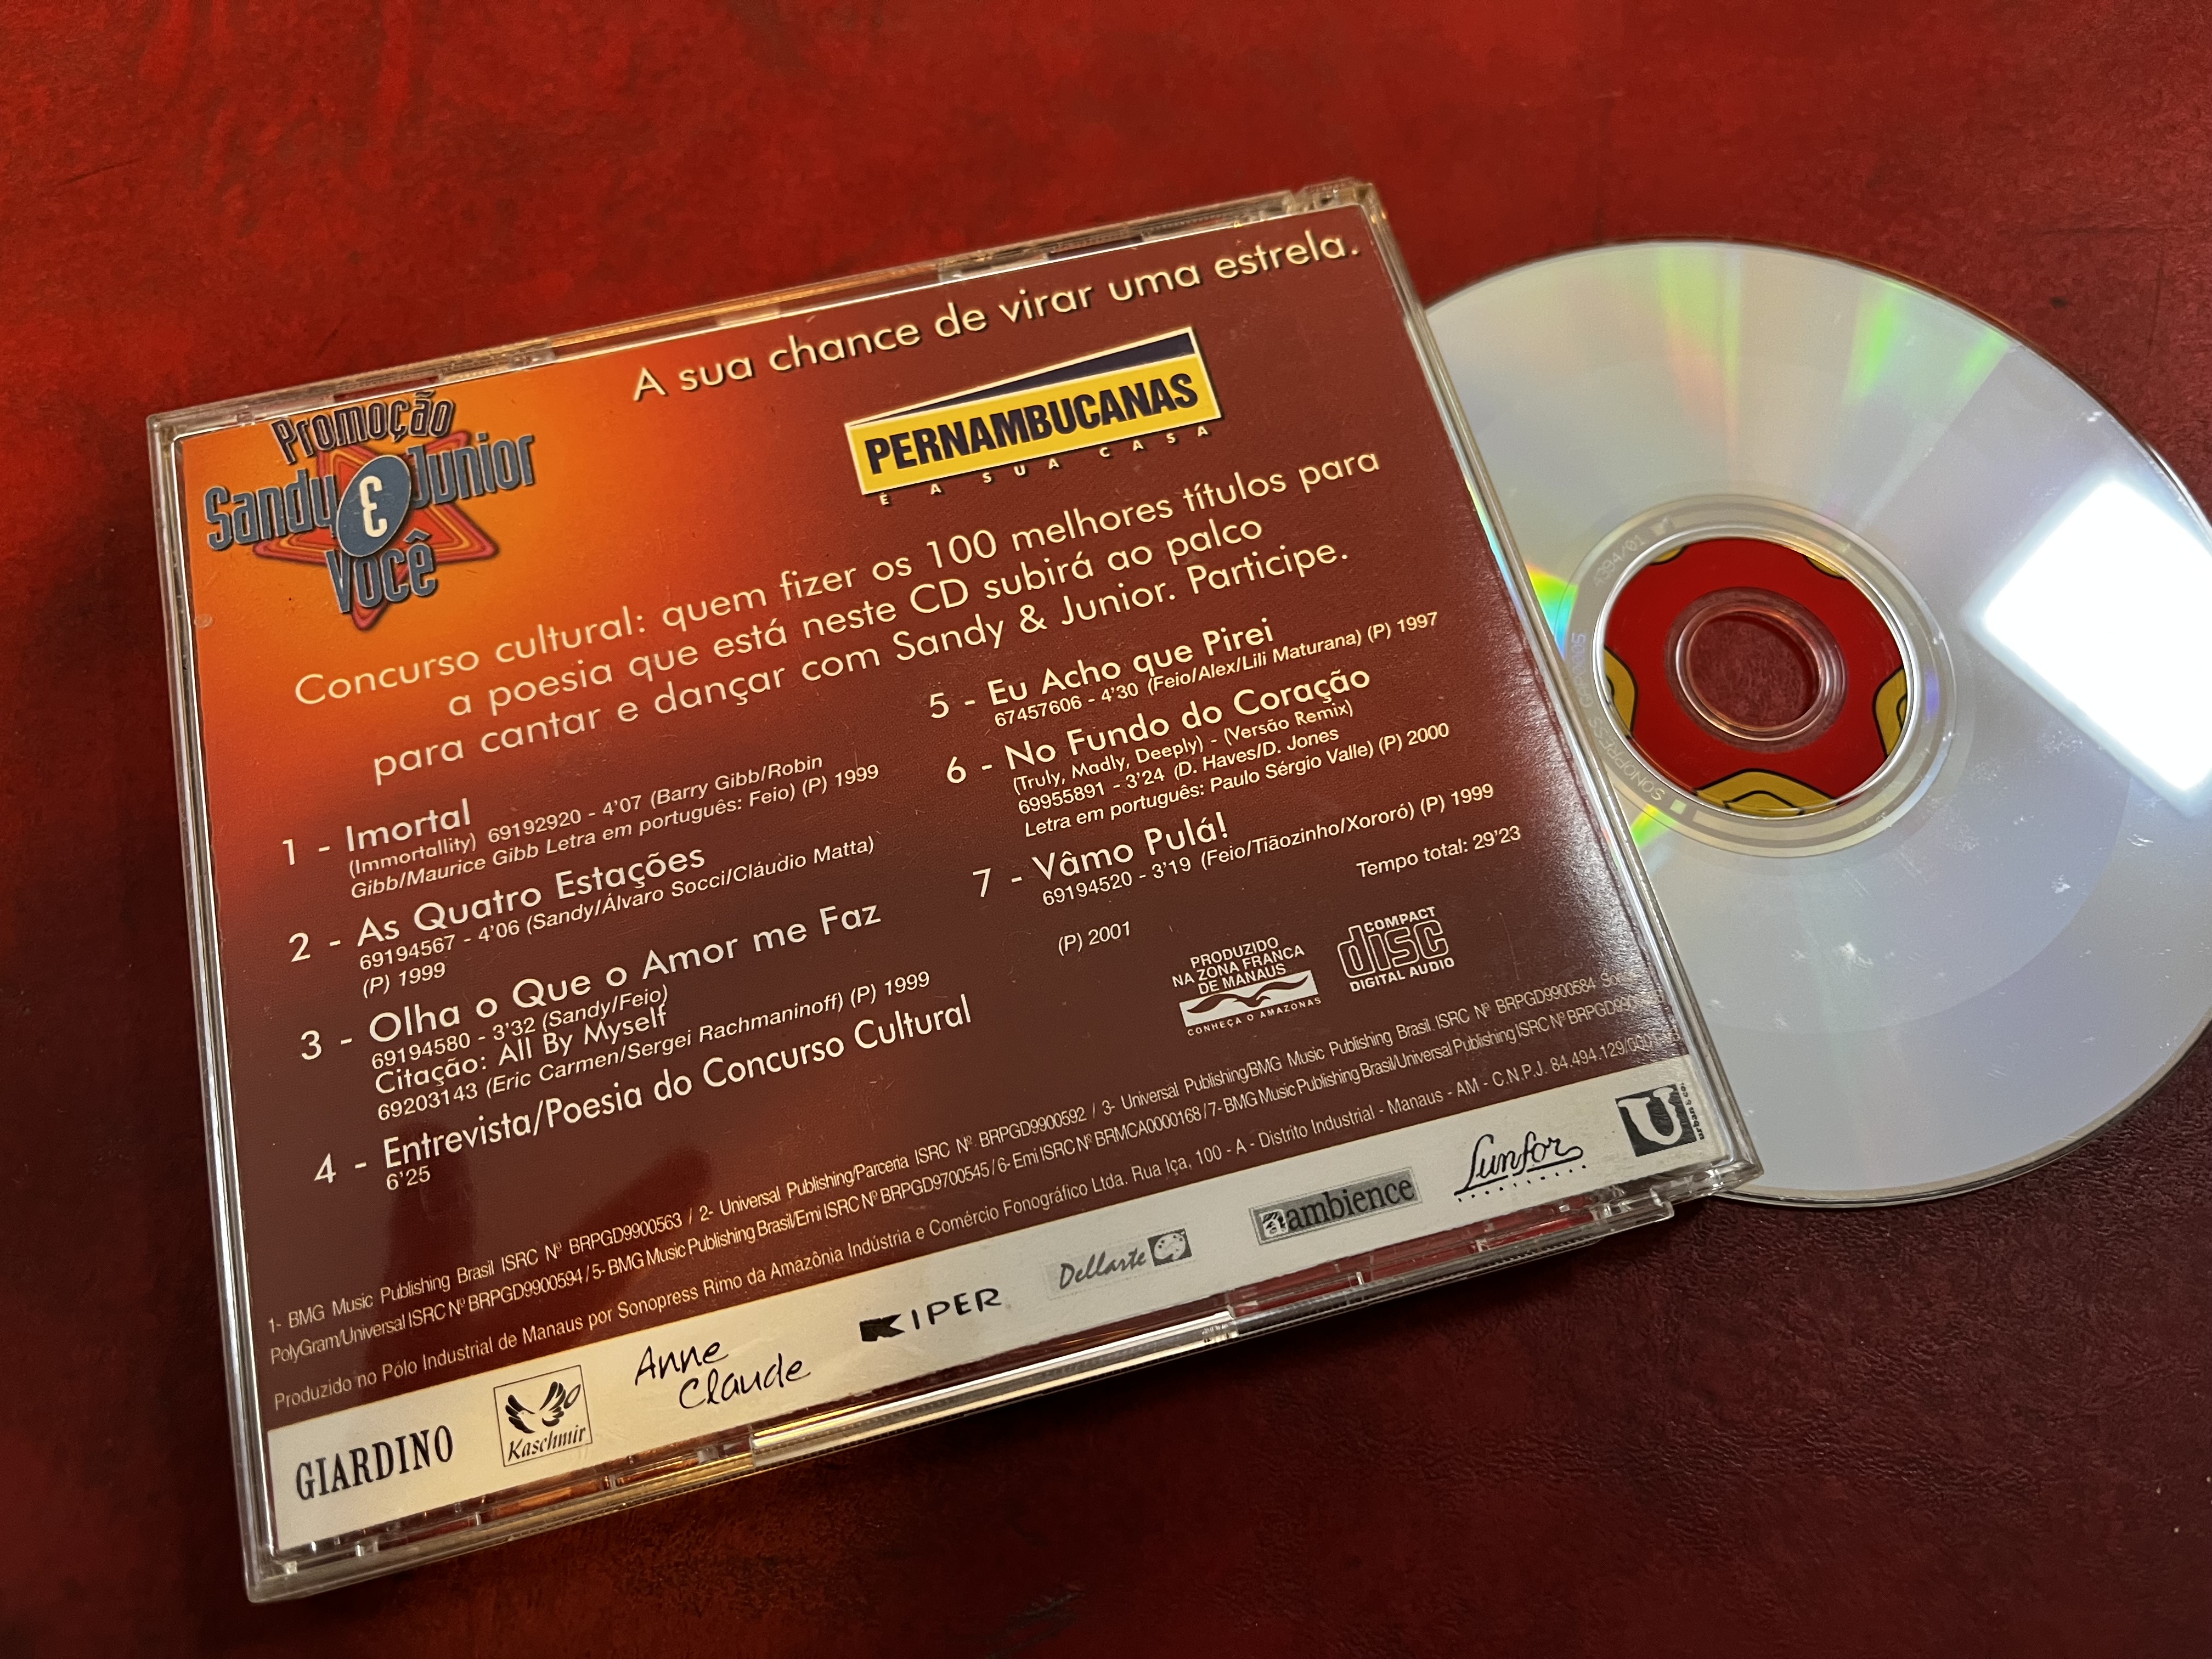 A sua chance de virar uma estrela.
Promoção
Sandy E Junior
Você
PERNAMBUCANAS
É A SUA CASA
Concurso cultural: quem fizer os 100 melhores títulos para
a poesia que está neste CD subirá ao palco
para cantar e dançar com Sandy & Junior. Participe.
1 - Imortal
(Immortallity) 69192920 - 4'07 (Barry Gibb/Robin
Gibb/Maurice Gibb Letra em português: Feio) (P) 1999
2 - As Quatro Estações
69194567 - 4'06 (Sandy/Álvaro Socci/Cláudio Matta)
(P) 1999
3 - Olha o Que o Amor me Faz
69194580 - 3'32 (Sandy/Feio)
Citação: All By Myself
69203143 (Eric Carmen/Sergei Rachmaninoff) (P) 1999
4 - Entrevista/Poesia do Concurso Cultural
6'25
5 - Eu Acho que Pirei
67457606 - 4'30 (Feio/Alex/Lili Maturana) (P) 1997
6 - No Fundo do Coração
(Truly, Madly, Deeply) - (Versão Remix)
69955891 - 3'24 (D. Haves/D. Jones
Letra em português: Paulo Sérgio Valle) (P) 2000
7 - Vâmo Pulá!
69194520 - 3'19 (Feio/Tiãozinho/Xororó) (P) 1999
Tempo total: 29'23
(P) 2001
PRODUZIDO
NA ZONA FRANCA
DE MANAUS
CONHEÇA O AMAZONAS
COMPACT
disc
DIGITAL AUDIO
1- BMG Music Publishing Brasil ISRC Nº BRPGD9900563 / 2- Universal Publishing/Parceria ISRC Nº BRPGD9900592 / 3- Universal Publishing/BMG Music Publishing Brasil ISRC Nº BRPGD9900584
PolyGram/Universal ISRC Nº BRPGD9900594 / 5- BMG Music Publishing Brasil/Emi ISRC Nº BRPGD9700545 / 6- Emi ISRC Nº BRMCA0000168 / 7- BMG Music Publishing Brasil/Universal Publishing ISRC Nº
Produzido no Pólo Industrial de Manaus por Sonopress Rimo da Amazônia Indústria e Comércio Fonográfico Ltda. Rua Iça, 100 - A - Distrito Industrial - Manaus - AM - C.N.P.J.
GIARDINO
Kaschmir
Anne
Claude
KIPER
Dellarte
ambience
Sunfor
U
urban & co.
SONOPRESS